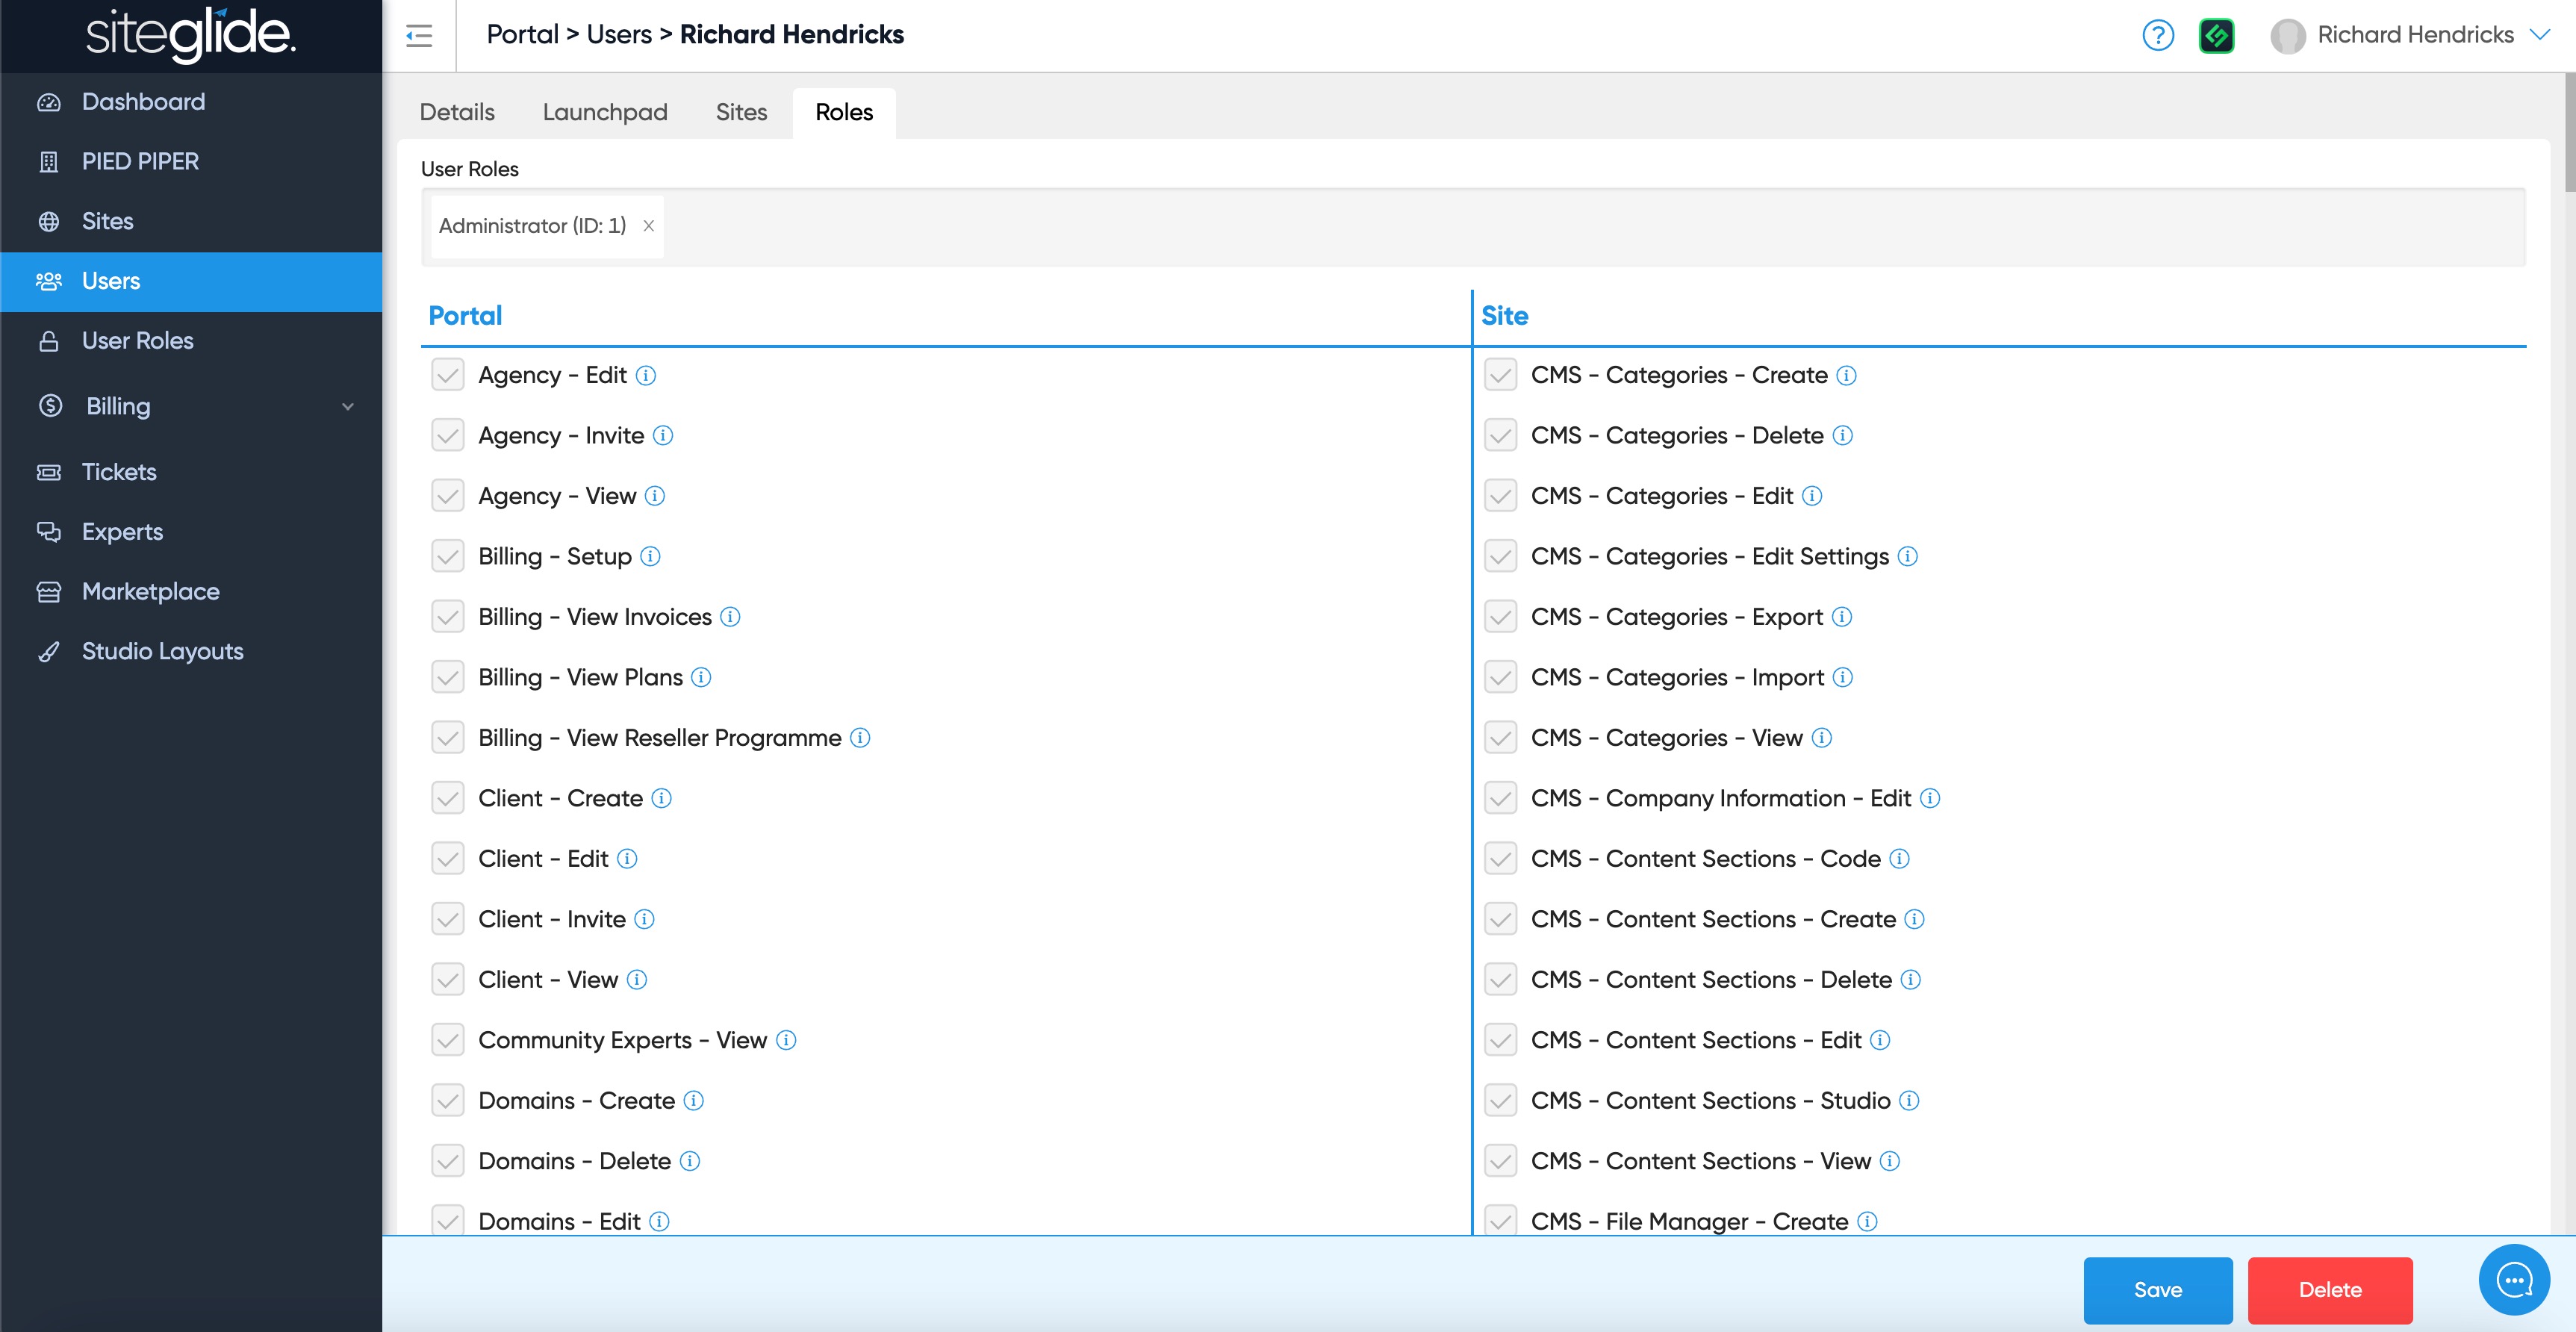 siteglide.
Portal > Users > Richard Hendricks
Richard Hendricks
Dashboard
PIED PIPER
Sites
Users
User Roles
Billing
Tickets
Experts
Marketplace
Studio Layouts
Details
Launchpad
Sites
Roles
User Roles
Administrator (ID: 1) ×
Portal
Agency - Edit
Agency - Invite
Agency - View
Billing - Setup
Billing - View Invoices
Billing - View Plans
Billing - View Reseller Programme
Client - Create
Client - Edit
Client - Invite
Client - View
Community Experts - View
Domains - Create
Domains - Delete
Domains - Edit
Site
CMS - Categories - Create
CMS - Categories - Delete
CMS - Categories - Edit
CMS - Categories - Edit Settings
CMS - Categories - Export
CMS - Categories - Import
CMS - Categories - View
CMS - Company Information - Edit
CMS - Content Sections - Code
CMS - Content Sections - Create
CMS - Content Sections - Delete
CMS - Content Sections - Edit
CMS - Content Sections - Studio
CMS - Content Sections - View
CMS - File Manager - Create
Save
Delete